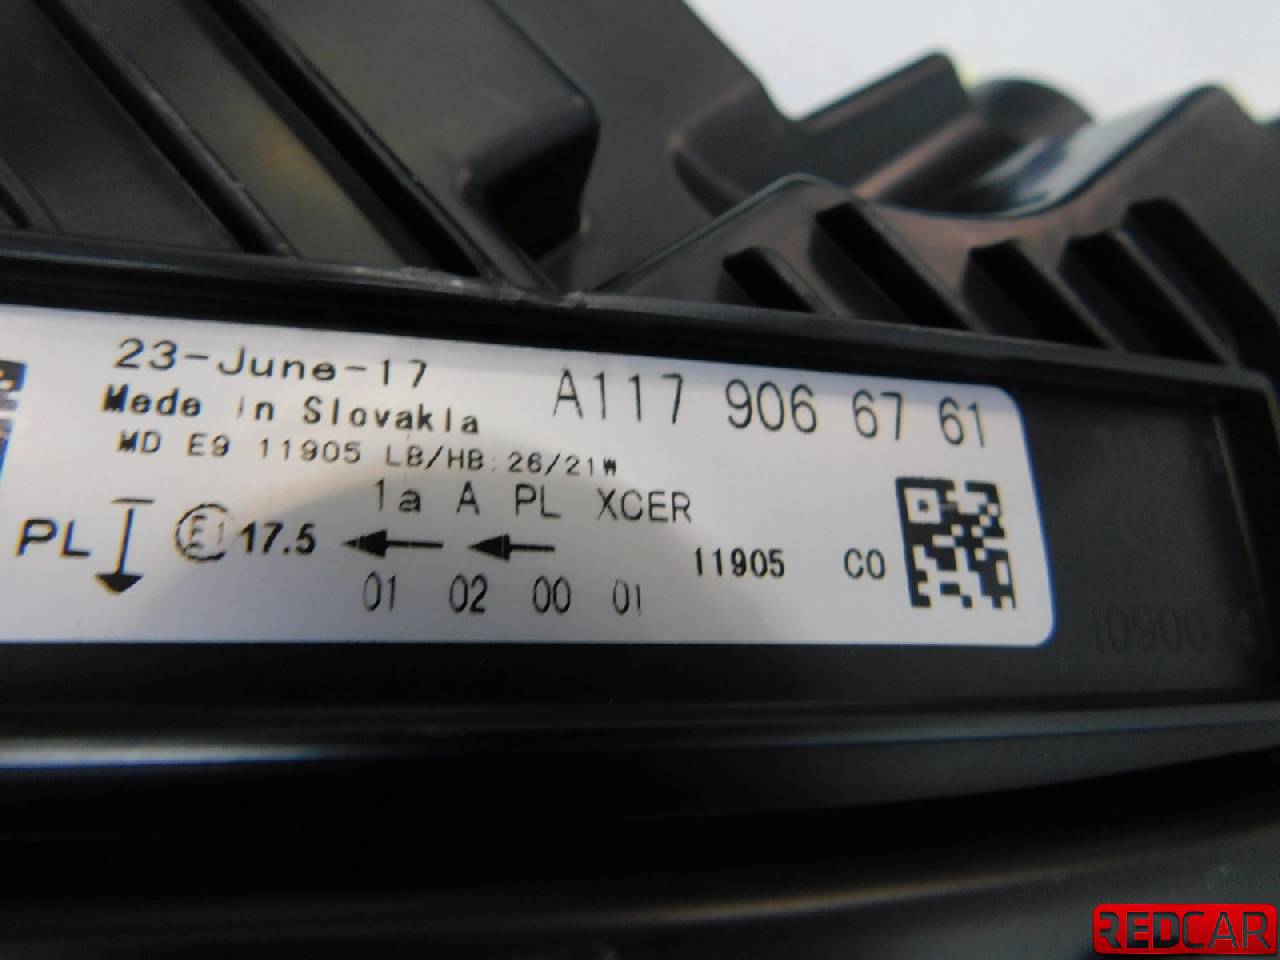 23-June-17
Made in Slovakia
A117 906 67 61
MD E9 11905 LB/HB: 26/21W
1a A PL XCER
PL
E1 17.5
11905 CO
01 02 00 01
REDCAR